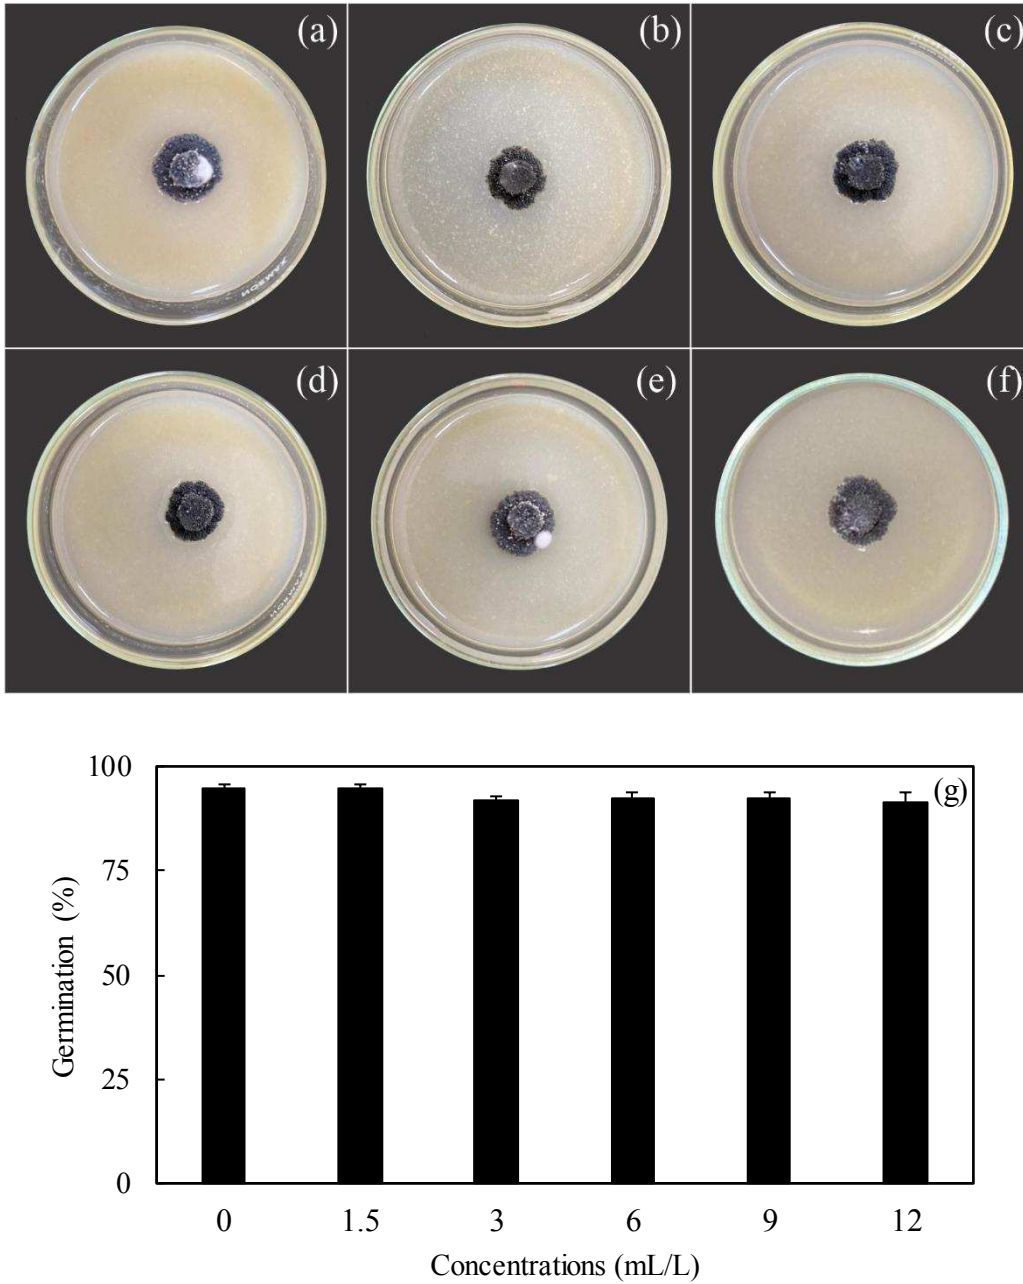 (a)
(b)
(c)
(d)
(e)
(f)
(g)
100
75
50
25
0
Germination (%)
0 1.5 3 6 9 12
Concentrations (mL/L)